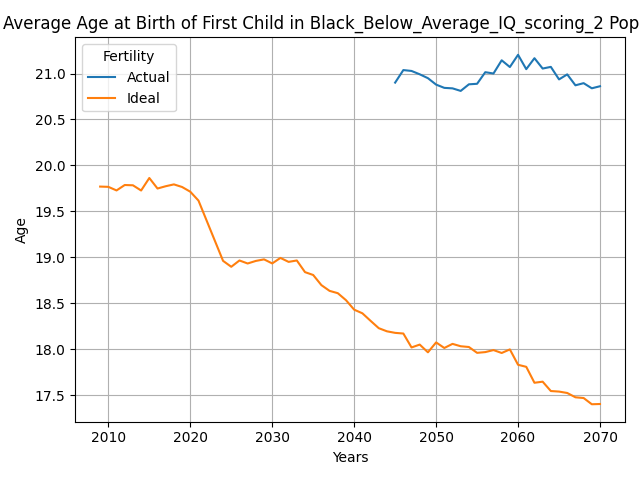 Average Age at Birth of First Child in Black_Below_Average_IQ_scoring_2 Pop
Fertility
Actual
Ideal
21.0
20.5
20.0
19.5
19.0
18.5
18.0
17.5
Age
2010 2020 2030 2040 2050 2060 2070
Years